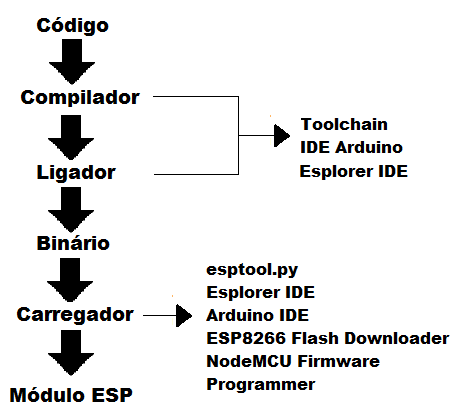 Código
Compilador
Toolchain
IDE Arduino
Esplorer IDE
Ligador
Binário
Carregador
esptool.py
Esplorer IDE
Arduino IDE
ESP8266 Flash Downloader
NodeMCU Firmware
Programmer
Módulo ESP